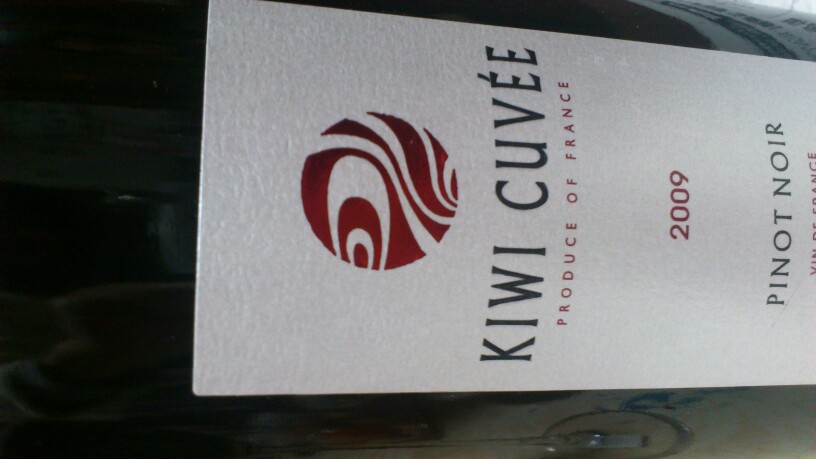 KIWI CUVÉE
PRODUCE OF FRANCE
2009
PINOT NOIR
VIN DE FRANCE